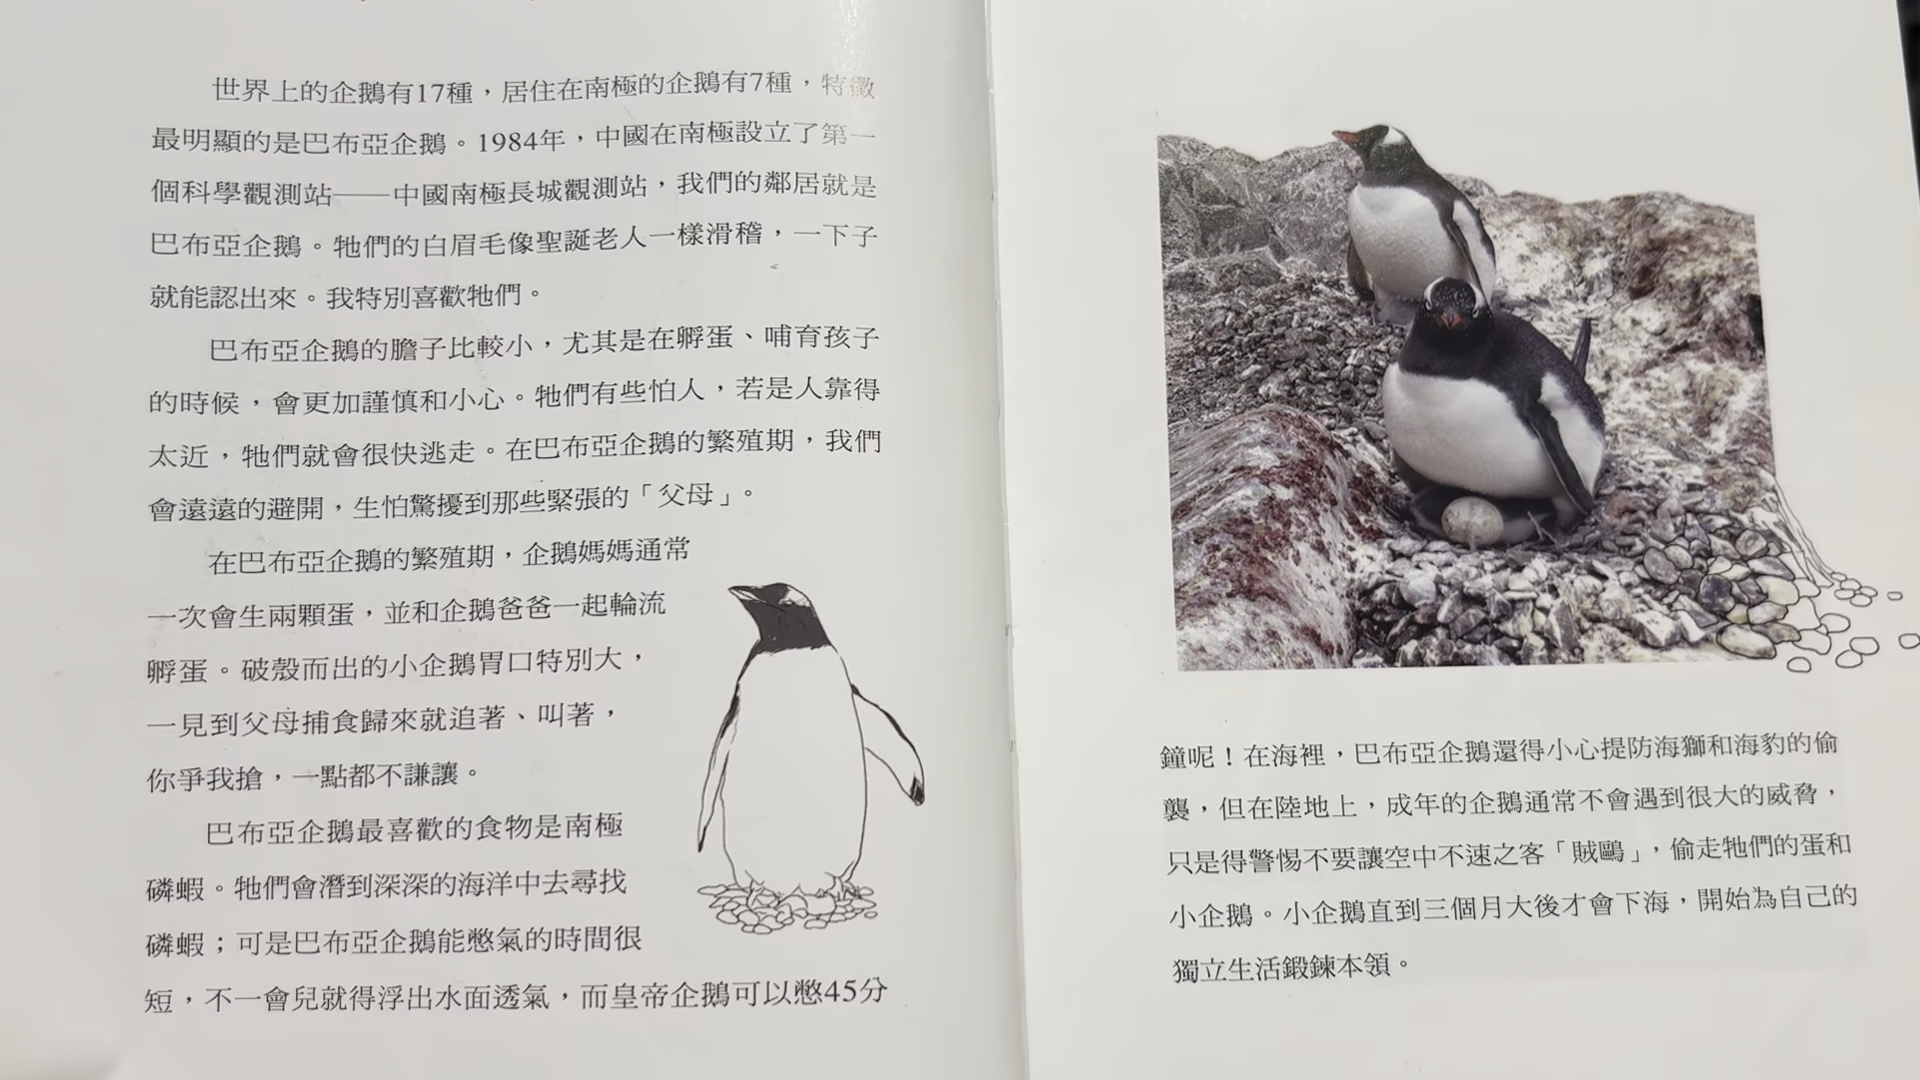 世界上的企鵝有17種，居住在南極的企鵝有7種，特徵
最明顯的是巴布亞企鵝。1984年，中國在南極設立了第一
個科學觀測站——中國南極長城觀測站，我們的鄰居就是
巴布亞企鵝。牠們的白眉毛像聖誕老人一樣滑稽，一下子
就能認出來。我特別喜歡牠們。
巴布亞企鵝的膽子比較小，尤其是在孵蛋、哺育孩子
的時候，會更加謹慎和小心。牠們有些怕人，若是人靠得
太近，牠們就會很快逃走。在巴布亞企鵝的繁殖期，我們
會遠遠的避開，生怕驚擾到那些緊張的「父母」。
在巴布亞企鵝的繁殖期，企鵝媽媽通常
一次會生兩顆蛋，並和企鵝爸爸一起輪流
孵蛋。破殼而出的小企鵝胃口特別大，
一見到父母捕食歸來就追著、叫著，
你爭我搶，一點都不謙讓。
巴布亞企鵝最喜歡的食物是南極
磷蝦。牠們會潛到深深的海洋中去尋找
磷蝦；可是巴布亞企鵝能憋氣的時間很
短，不一會兒就得浮出水面透氣，而皇帝企鵝可以憋45分
鐘呢！在海裡，巴布亞企鵝還得小心提防海獅和海豹的偷
襲，但在陸地上，成年的企鵝通常不會遇到很大的威脅，
只是得警惕不要讓空中不速之客「賊鷗」，偷走牠們的蛋和
小企鵝。小企鵝直到三個月大後才會下海，開始為自己的
獨立生活鍛鍊本領。